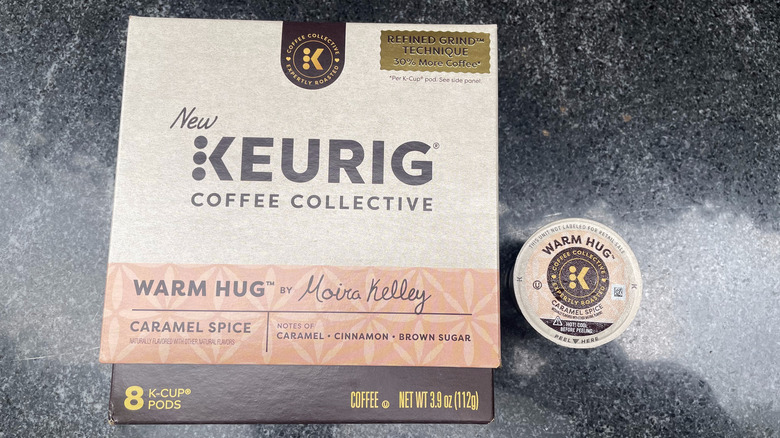 COFFEE COLLECTIVE
K
EXPERTLY ROASTED
REFINED GRIND™
TECHNIQUE
30% More Coffee*
*Per K-Cup® pod. See side panel.
New
KEURIG®
COFFEE COLLECTIVE
WARM HUG™ BY Moira Kelley
CARAMEL SPICE
NATURALLY FLAVORED WITH OTHER NATURAL FLAVORS
NOTES OF
CARAMEL • CINNAMON • BROWN SUGAR
8 K-CUP®
PODS
COFFEE U NET WT 3.9 oz (112g)
THIS UNIT NOT LABELED FOR RETAIL SALE
WARM HUG™
COFFEE COLLECTIVE
K
EXPERTLY ROASTED
U
CARAMEL SPICE
HOT! COOL
BEFORE PEELING
PEEL HERE